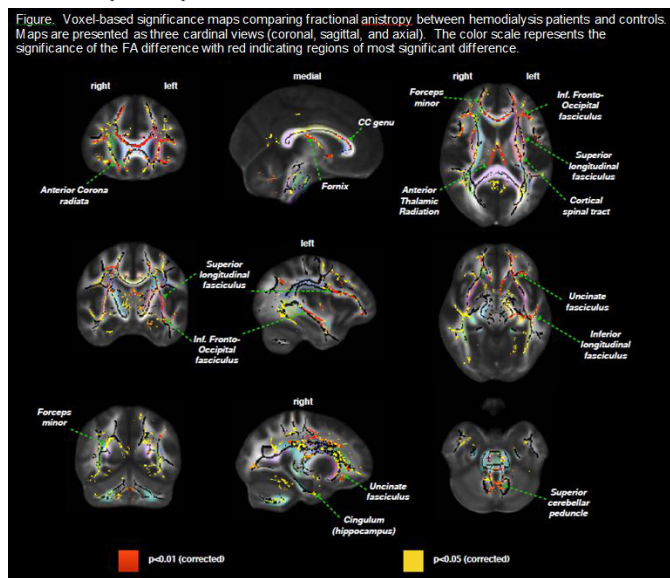 Figure. Voxel-based significance maps comparing fractional anistropy between hemodialysis patients and controls.
Maps are presented as three cardinal views (coronal, sagittal, and axial). The color scale represents the
significance of the FA difference with red indicating regions of most significant difference.
right left
medial
right left
Forceps
minor
Inf. Fronto-
Occipital
fasciculus
CC genu
Superior
longitudinal
fasciculus
Anterior Corona
radiata
Fornix
Anterior
Thalamic
Radiation
Cortical
spinal tract
left
Superior
longitudinal
fasciculus
Uncinate
fasciculus
Inf. Fronto-
Occipital
fasciculus
Inferior
longitudinal
fasciculus
right
Forceps
minor
Uncinate
fasciculus
Cingulum
(hippocampus)
Superior
cerebellar
peduncle
p<0.01 (corrected)
p<0.05 (corrected)